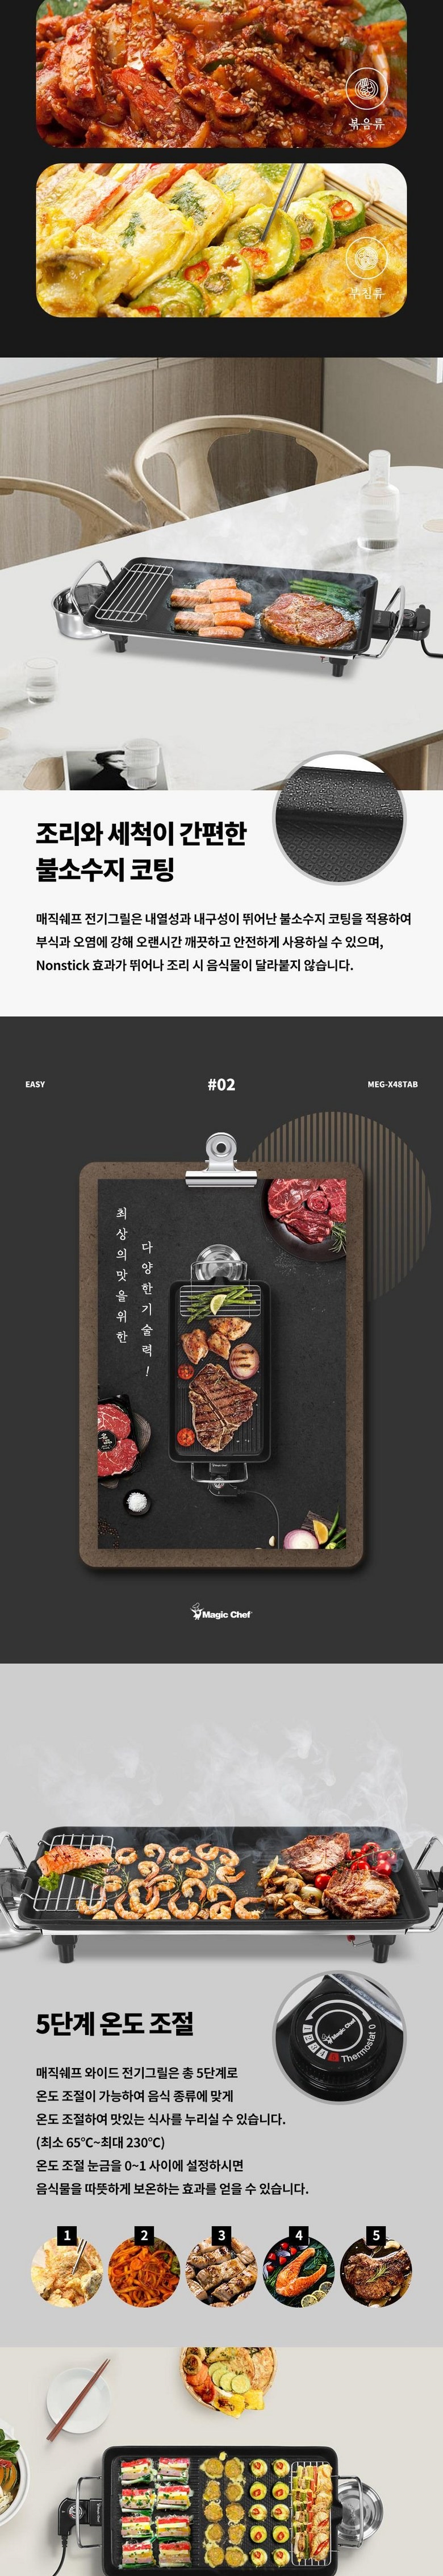 볶음류
부침류
조리와 세척이 간편한
불소수지 코팅
매직쉐프 전기그릴은 내열성과 내구성이 뛰어난 불소수지 코팅을 적용하여
부식과 오염에 강해 오랜시간 깨끗하고 안전하게 사용하실 수 있으며,
Nonstick 효과가 뛰어나 조리 시 음식물이 달라붙지 않습니다.
EASY
#02
MEG-X48TAB
최상의맛을위한
다양한기술력!
Magic Chef
5단계 온도 조절
Magic Chef
Thermostat 0
매직쉐프 와이드 전기그릴은 총 5단계로
온도 조절이 가능하여 음식 종류에 맞게
온도 조절하여 맛있는 식사를 누리실 수 있습니다.
(최소 65℃~최대 230℃)
온도 조절 눈금을 0~1 사이에 설정하시면
음식물을 따뜻하게 보온하는 효과를 얻을 수 있습니다.
1
2
3
4
5